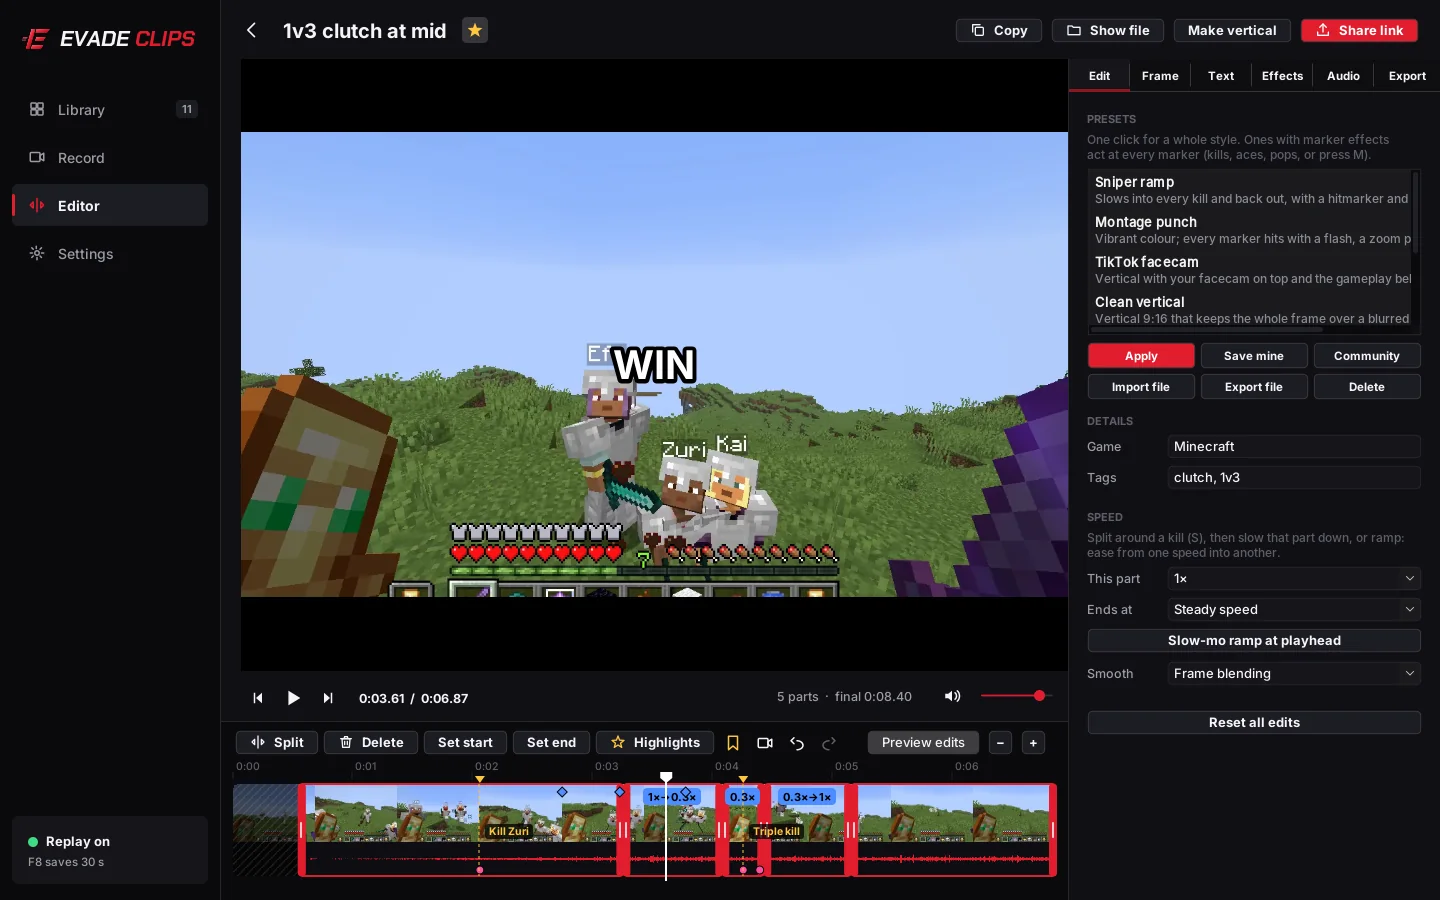 EVADE CLIPS
Library
11
Record
Editor
Settings
Replay on
F8 saves 30 s
1v3 clutch at mid
Copy
Show file
Make vertical
Share link
WIN
Zuri
Kai
0:03.61 / 0:06.87
5 parts · final 0:08.40
Split
Delete
Set start
Set end
Highlights
Preview edits
−
+
0:00
0:01
0:02
0:03
0:04
0:05
0:06
1×→0.3×
0.3×
0.3×→1×
Kill Zuri
Triple kill
Edit
Frame
Text
Effects
Audio
Export
PRESETS
One click for a whole style. Ones with marker effects
act at every marker (kills, aces, pops, or press M).
Sniper ramp
Slows into every kill and back out, with a hitmarker and
Montage punch
Vibrant colour; every marker hits with a flash, a zoom p
TikTok facecam
Vertical with your facecam on top and the gameplay bel
Clean vertical
Vertical 9:16 that keeps the whole frame over a blurred
Apply
Save mine
Community
Import file
Export file
Delete
DETAILS
Game
Minecraft
Tags
clutch, 1v3
SPEED
Split around a kill (S), then slow that part down, or ramp:
ease from one speed into another.
This part
1×
Ends at
Steady speed
Slow-mo ramp at playhead
Smooth
Frame blending
Reset all edits